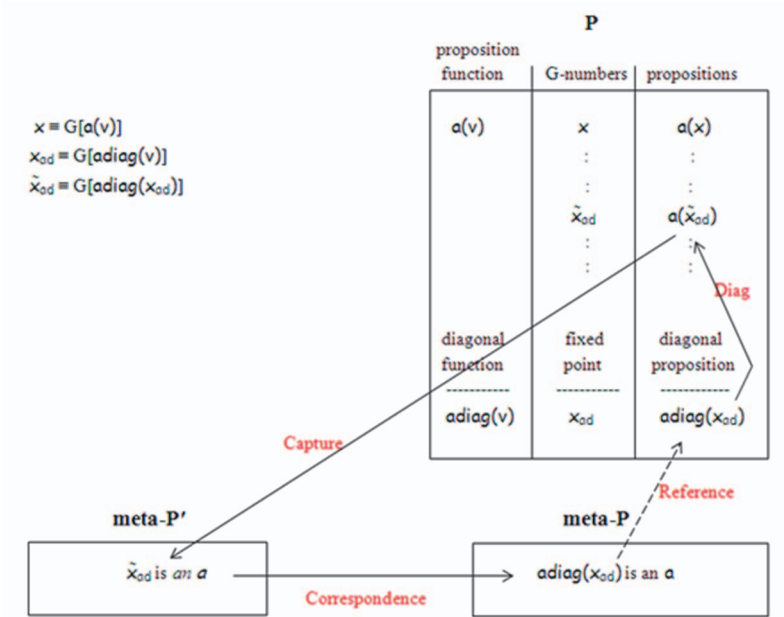 P
proposition
function G-numbers propositions
a(v) x a(x)
x = G[a(v)]
x_ad = G[adiag(v)]
x̃_ad = G[adiag(x_ad)]
: :
: :
x̃_ad a(x̃_ad)
: :
: :
Diag
diagonal fixed diagonal
function point proposition
----------- ----------- ------------
adiag(v) x_ad adiag(x_ad)
Capture
Reference
meta-P′ meta-P
x̃_ad is an a adiag(x_ad) is an a
Correspondence